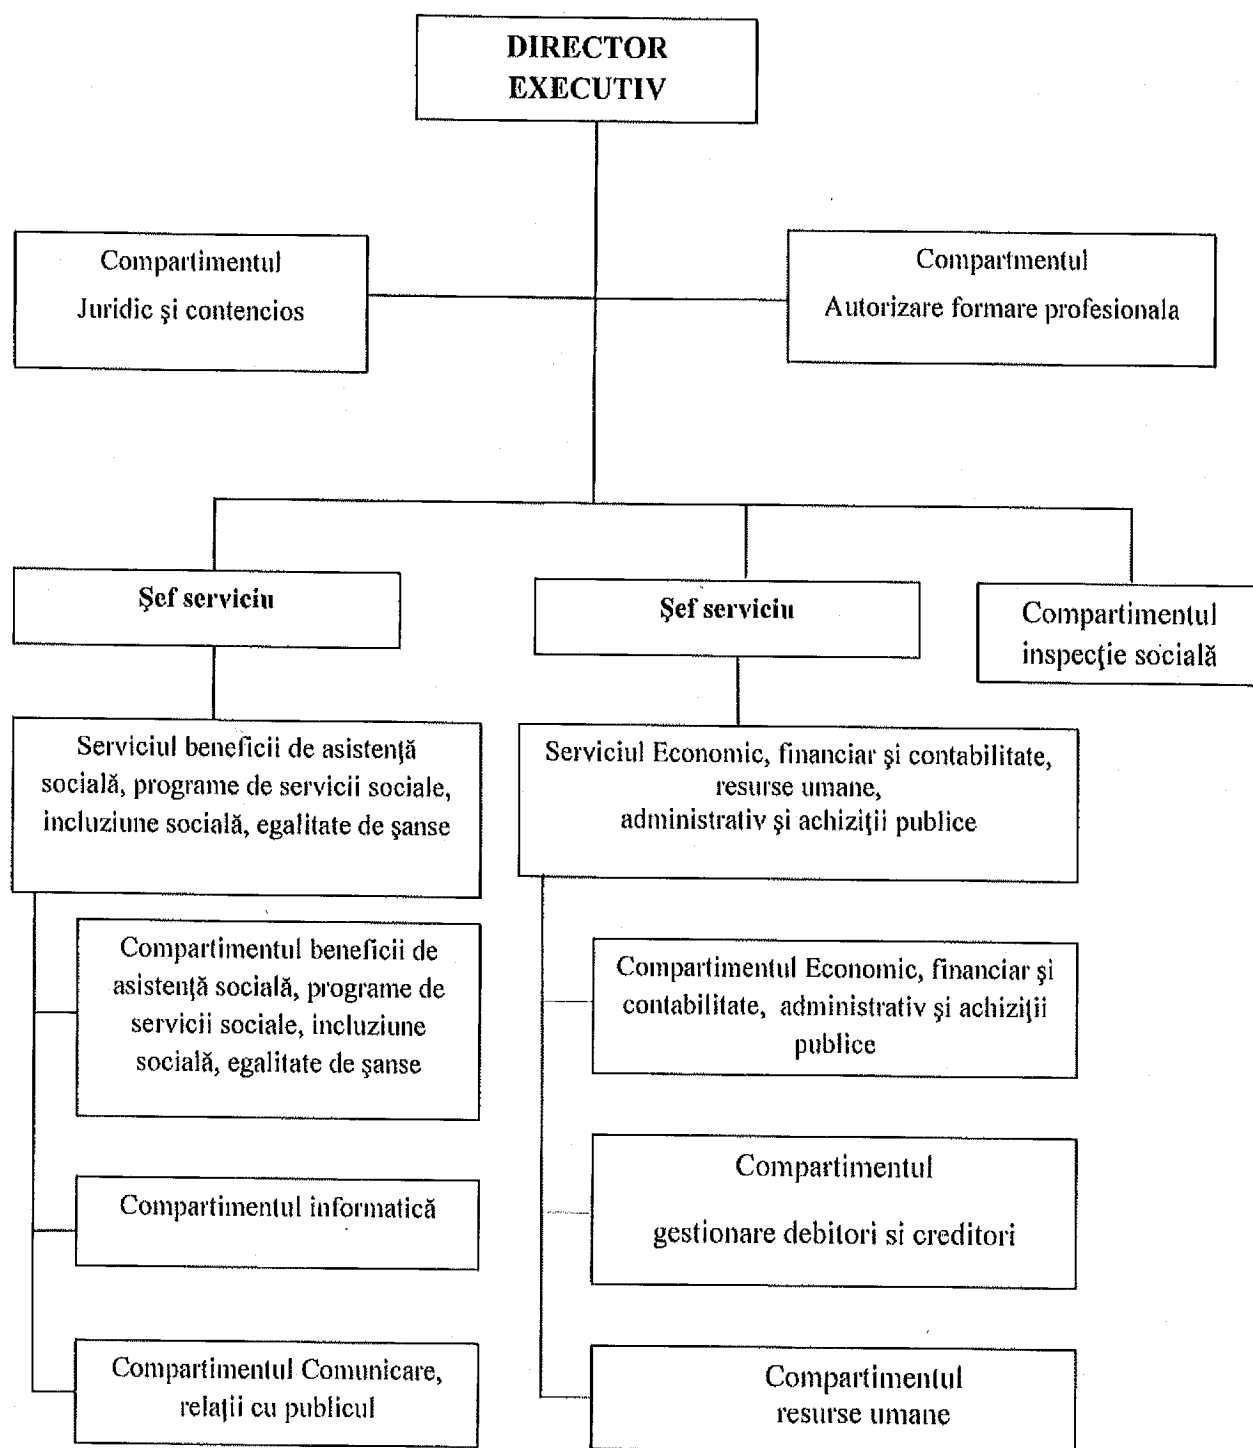 DIRECTOR
EXECUTIV
Compartimentul
Juridic şi contencios
Compartmentul
Autorizare formare profesionala
Şef serviciu
Şef serviciu
Compartimentul
inspecţie socială
Serviciul beneficii de asistenţă
socială, programe de servicii sociale,
incluziune socială, egalitate de şanse
Serviciul Economic, financiar şi contabilitate,
resurse umane,
administrativ şi achiziţii publice
Compartimentul beneficii de
asistenţă socială, programe de
servicii sociale, incluziune
socială, egalitate de şanse
Compartimentul Economic, financiar şi
contabilitate, administrativ şi achiziţii
publice
Compartimentul informatică
Compartimentul
gestionare debitori si creditori
Compartimentul Comunicare,
relaţii cu publicul
Compartimentul
resurse umane